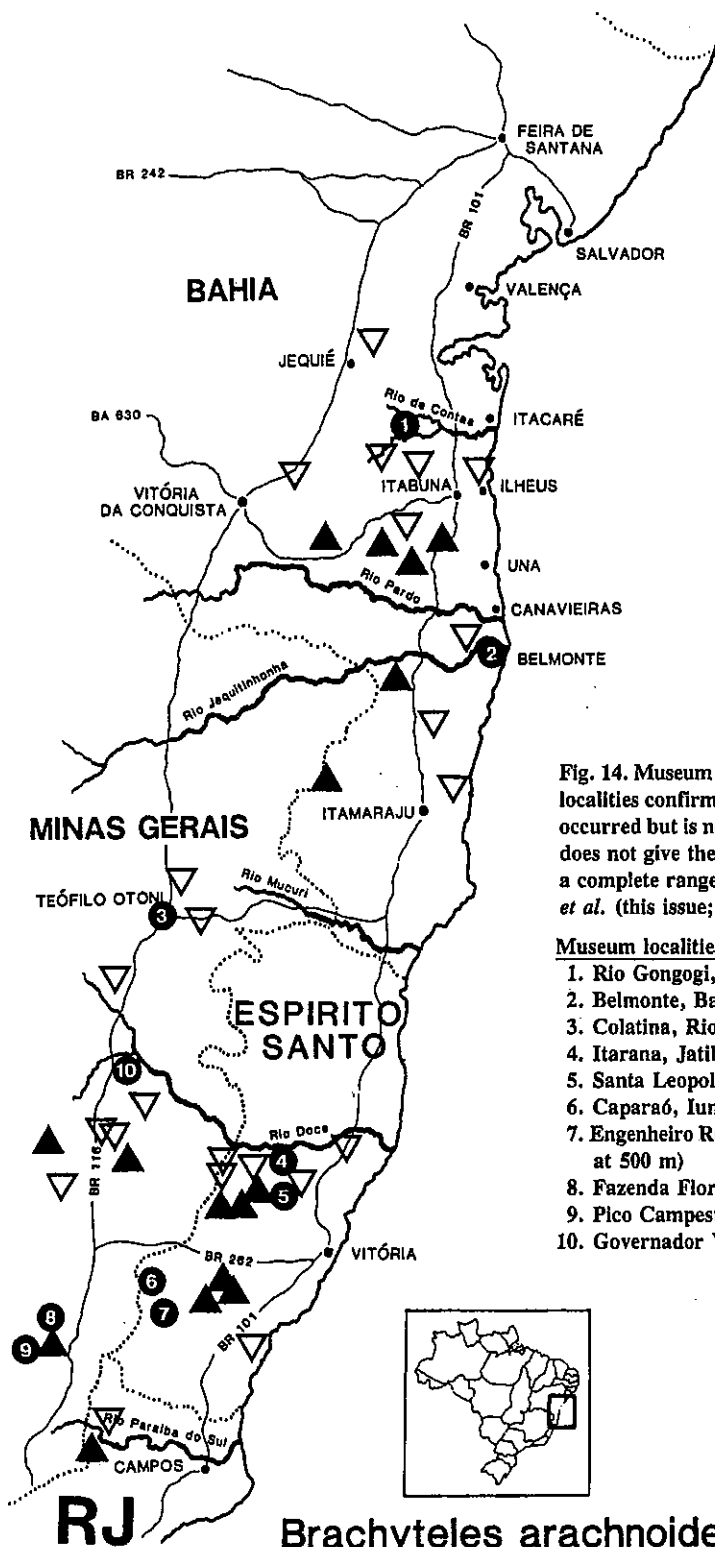 FEIRA DE
SANTANA
BR 242
BR 101
SALVADOR
BAHIA
VALENÇA
JEQUIÉ
Rio de Contas
ITACARÉ
BA 630
1
ITABUNA
ILHEUS
VITÓRIA
DA CONQUISTA
UNA
Rio Pardo
CANAVIEIRAS
2
BELMONTE
Rio Jequitinhonha
Fig. 14. Museum
localities confirm
occurred but is n
does not give the
a complete range
et al. (this issue;
MINAS GERAIS
ITAMARAJU
TEÓFILO OTONI
3
Rio Mucuri
Museum localitie
1. Rio Gongogi,
2. Belmonte, Ba
3. Colatina, Rio
4. Itarana, Jatil
5. Santa Leopol
6. Caparaó, Iun
7. Engenheiro R
at 500 m)
8. Fazenda Flor
9. Pico Campes
10. Governador
ESPIRITO
SANTO
10
Rio Doce
4
5
BR 116
BR 262
VITÓRIA
6
7
BR 101
8
9
Rio Paraiba do Sul
CAMPOS
RJ
Brachyteles arachnoide